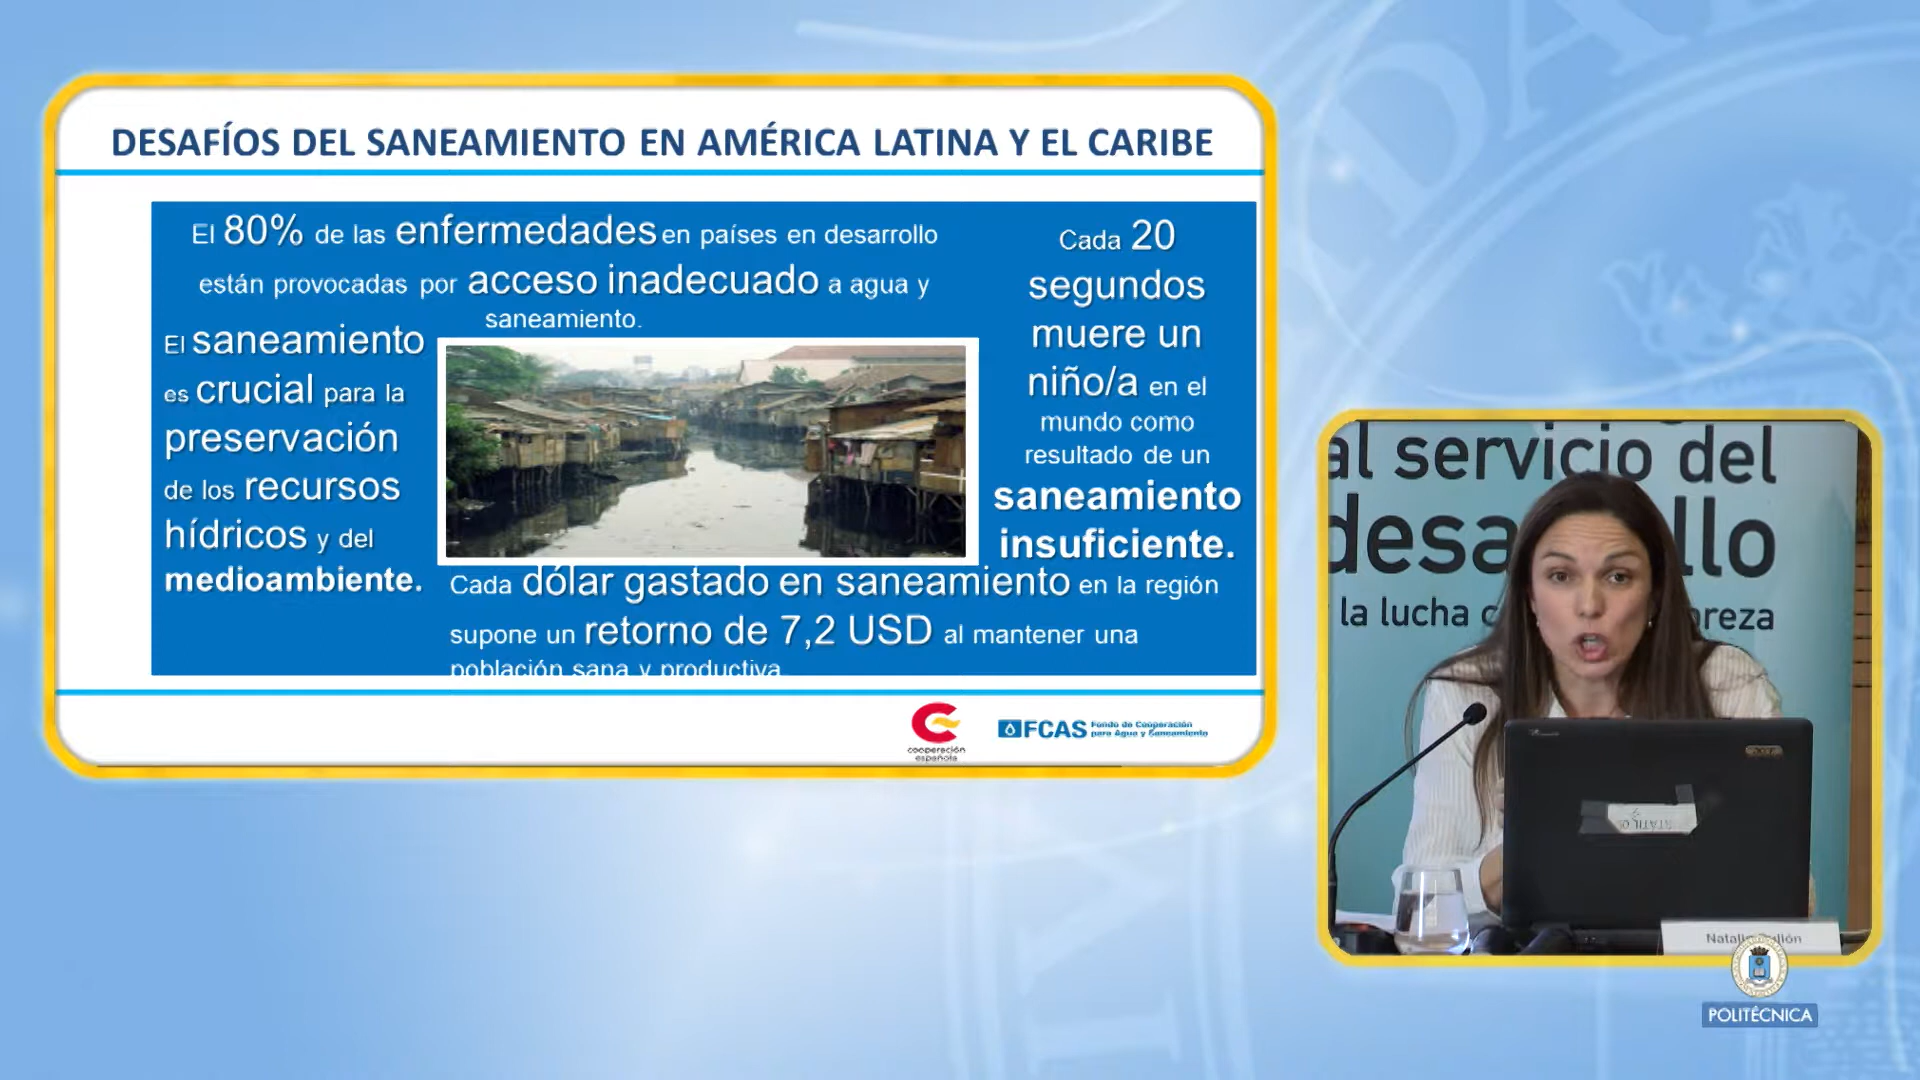 DESAFÍOS DEL SANEAMIENTO EN AMÉRICA LATINA Y EL CARIBE
El 80% de las enfermedades en países en desarrollo
están provocadas por acceso inadecuado a agua y
saneamiento.
El saneamiento
es crucial para la
preservación
de los recursos
hídricos y del
medioambiente.
Cada 20
segundos
muere un
niño/a en el
mundo como
resultado de un
saneamiento
insuficiente.
Cada dólar gastado en saneamiento en la región
supone un retorno de 7,2 USD al mantener una
población sana y productiva
cooperación
española
FCAS Fondo de Cooperación
para Agua y Saneamiento
al servicio del
desa llo
la lucha c breza
POLITÉCNICA